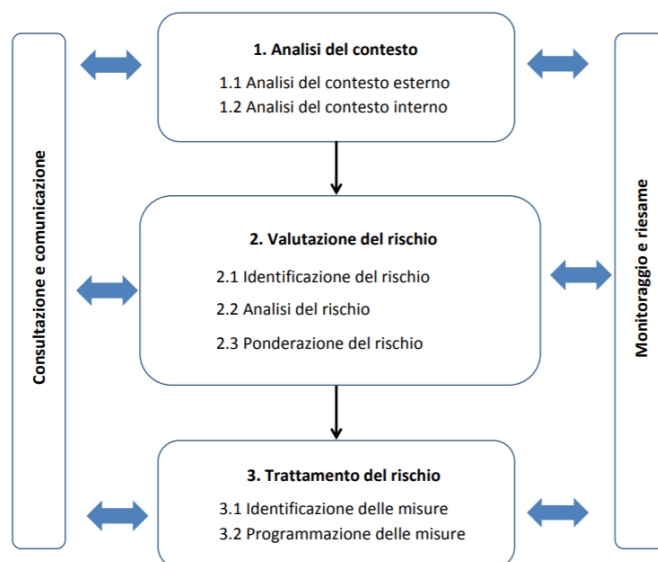 Consultazione e comunicazione
1. Analisi del contesto
1.1 Analisi del contesto esterno
1.2 Analisi del contesto interno
2. Valutazione del rischio
2.1 Identificazione del rischio
2.2 Analisi del rischio
2.3 Ponderazione del rischio
3. Trattamento del rischio
3.1 Identificazione delle misure
3.2 Programmazione delle misure
Monitoraggio e riesame